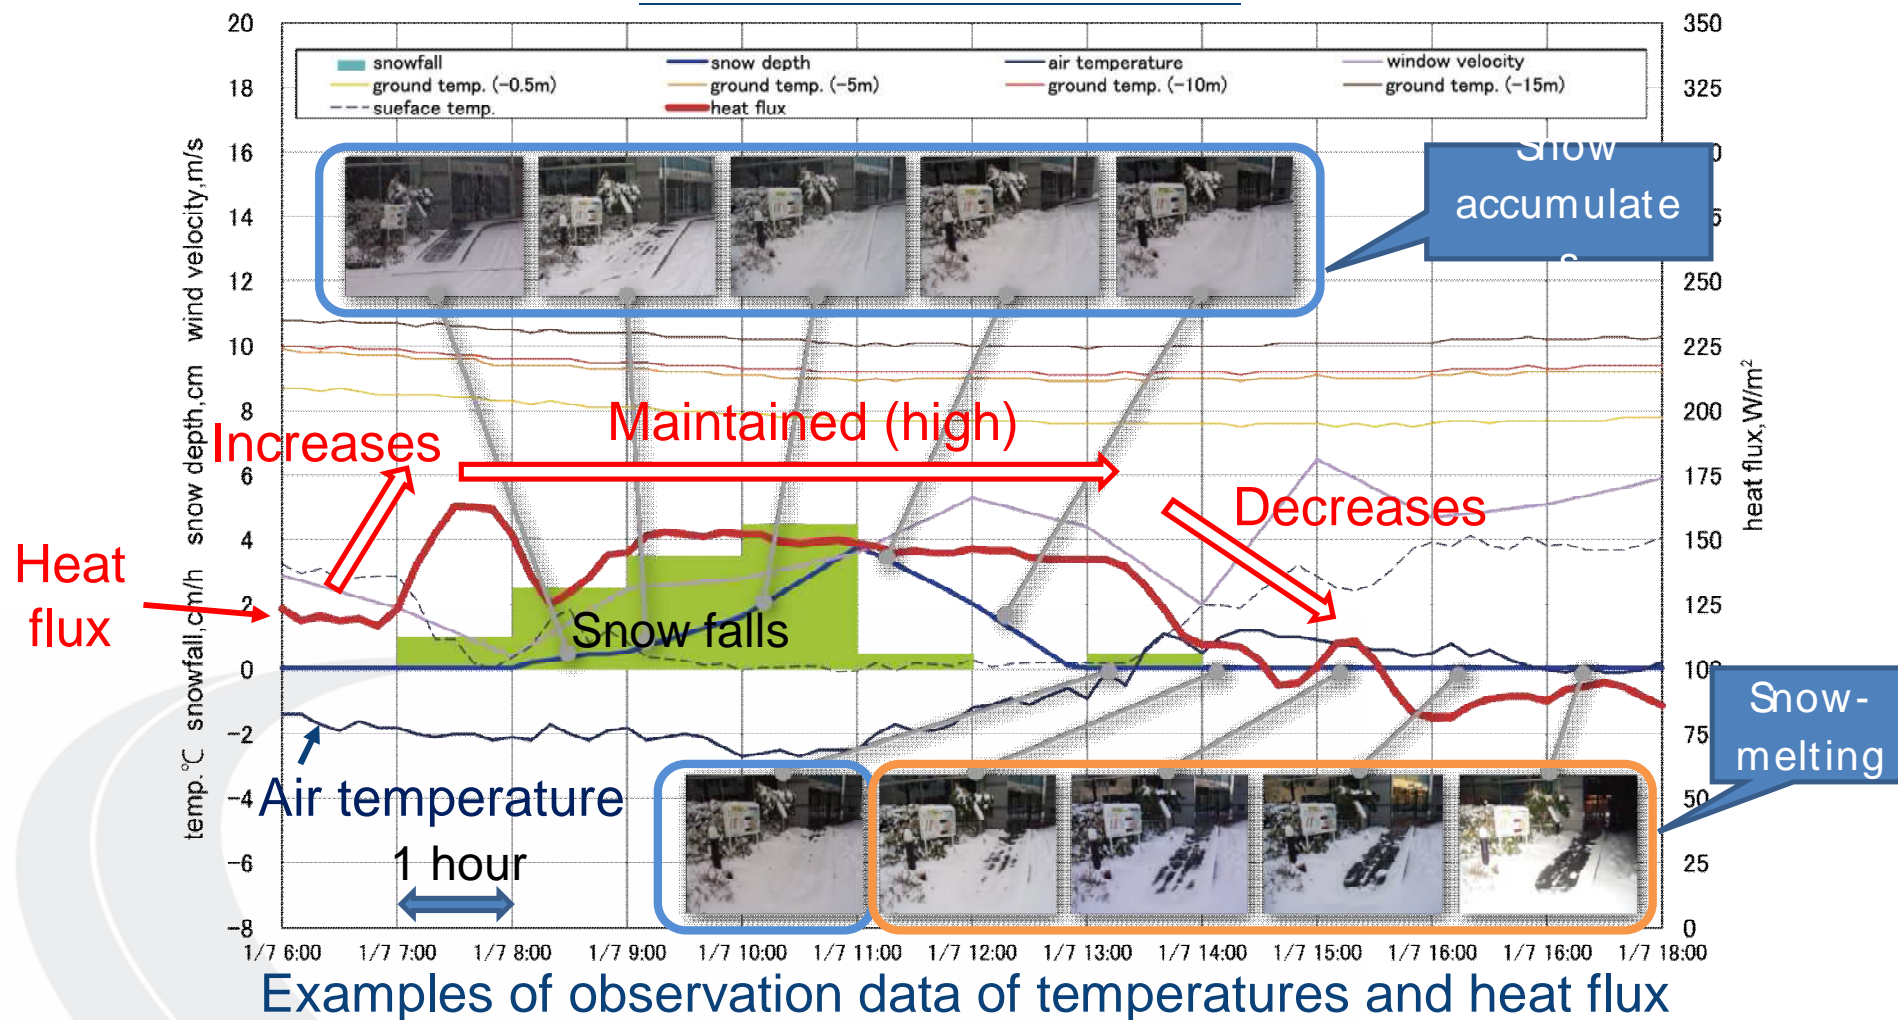 20
350
snowfall
snow depth
air temperature
window velocity
ground temp. (-0.5m)
ground temp. (-5m)
ground temp. (-10m)
ground temp. (-15m)
sueface temp.
heat flux
18
325
16
14
12
250
10
225
8
200
6
175
4
150
2
125
0
100
-2
75
-4
50
-6
25
-8
0
temp.℃ snowfall,cm/h snow depth,cm wind velocity,m/s
heat flux,W/m²
Snow
accumulate
s
Increases
Maintained (high)
Decreases
Heat
flux
Snow falls
Snow-
melting
Air temperature
1 hour
1/7 6:00
1/7 7:00
1/7 8:00
1/7 9:00
1/7 10:00
1/7 11:00
1/7 12:00
1/7 13:00
1/7 14:00
1/7 15:00
1/7 16:00
1/7 16:00
1/7 18:00
Examples of observation data of temperatures and heat flux